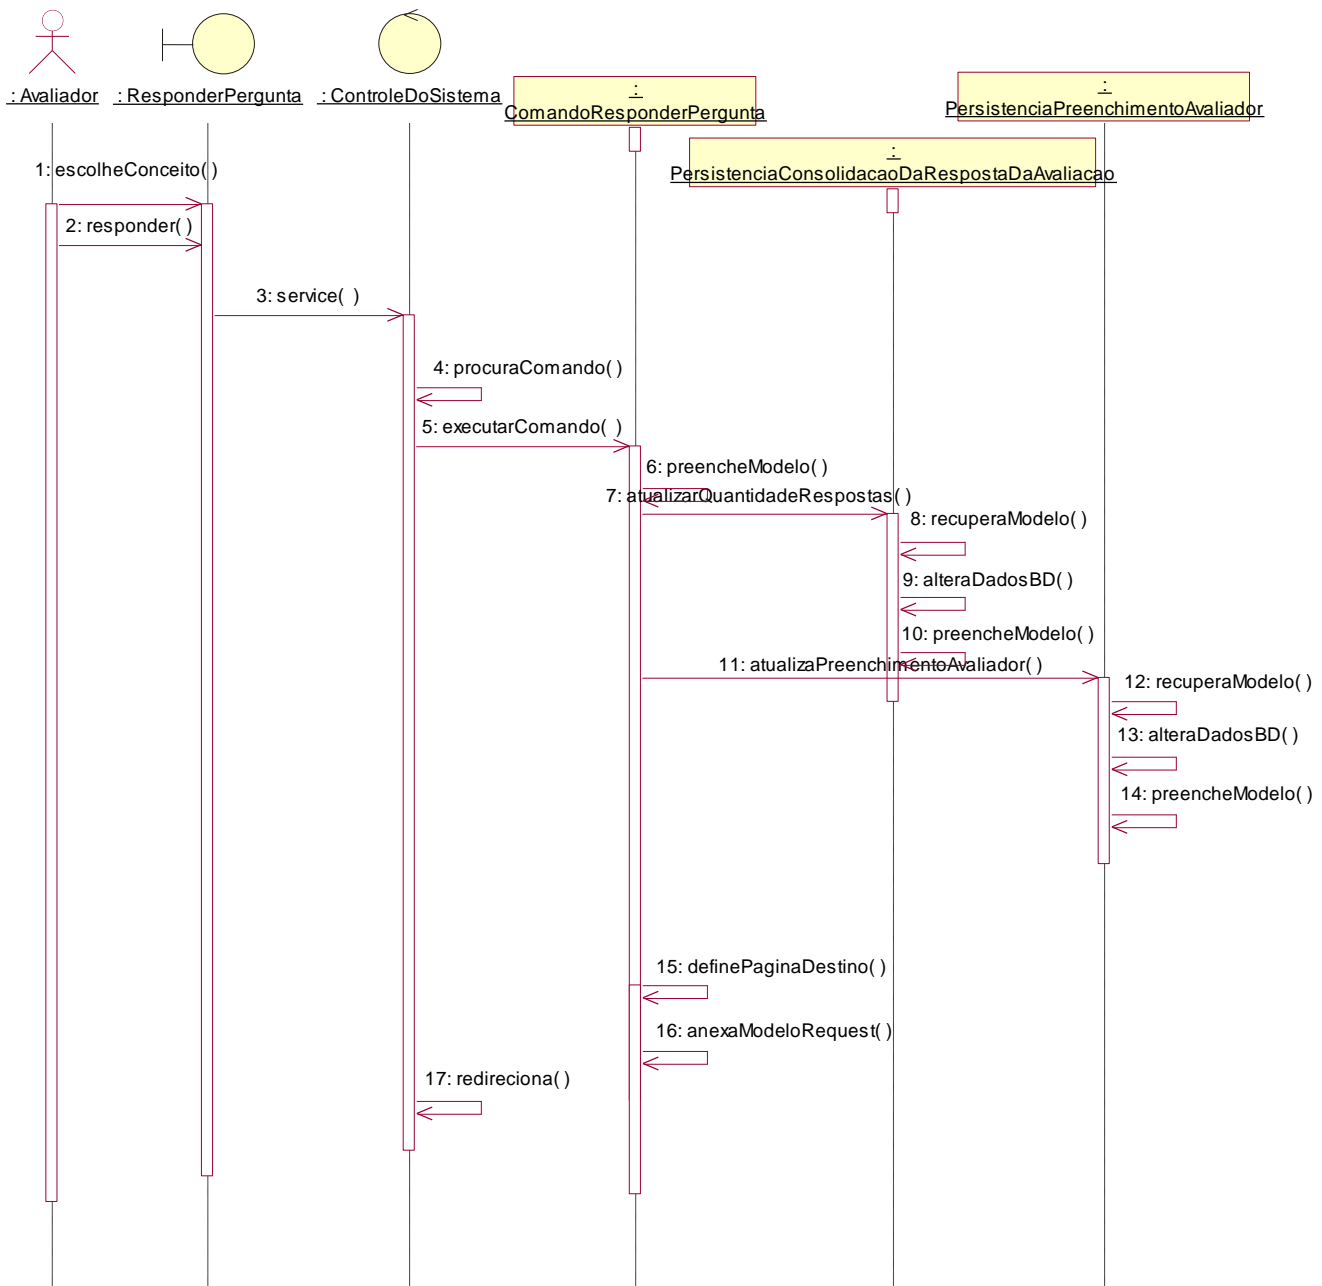 : Avaliador
: ResponderPergunta
: ControleDoSistema
:
ComandoResponderPergunta
:
PersistenciaPreenchimentoAvaliador
:
PersistenciaConsolidacaoDaRespostaDaAvaliacao
1: escolheConceito( )
2: responder( )
3: service( )
4: procuraComando( )
5: executarComando( )
6: preencheModelo( )
7: atualizarQuantidadeRespostas( )
8: recuperaModelo( )
9: alteraDadosBD( )
10: preencheModelo( )
11: atualizaPreenchimentoAvaliador( )
12: recuperaModelo( )
13: alteraDadosBD( )
14: preencheModelo( )
15: definePaginaDestino( )
16: anexaModeloRequest( )
17: redireciona( )